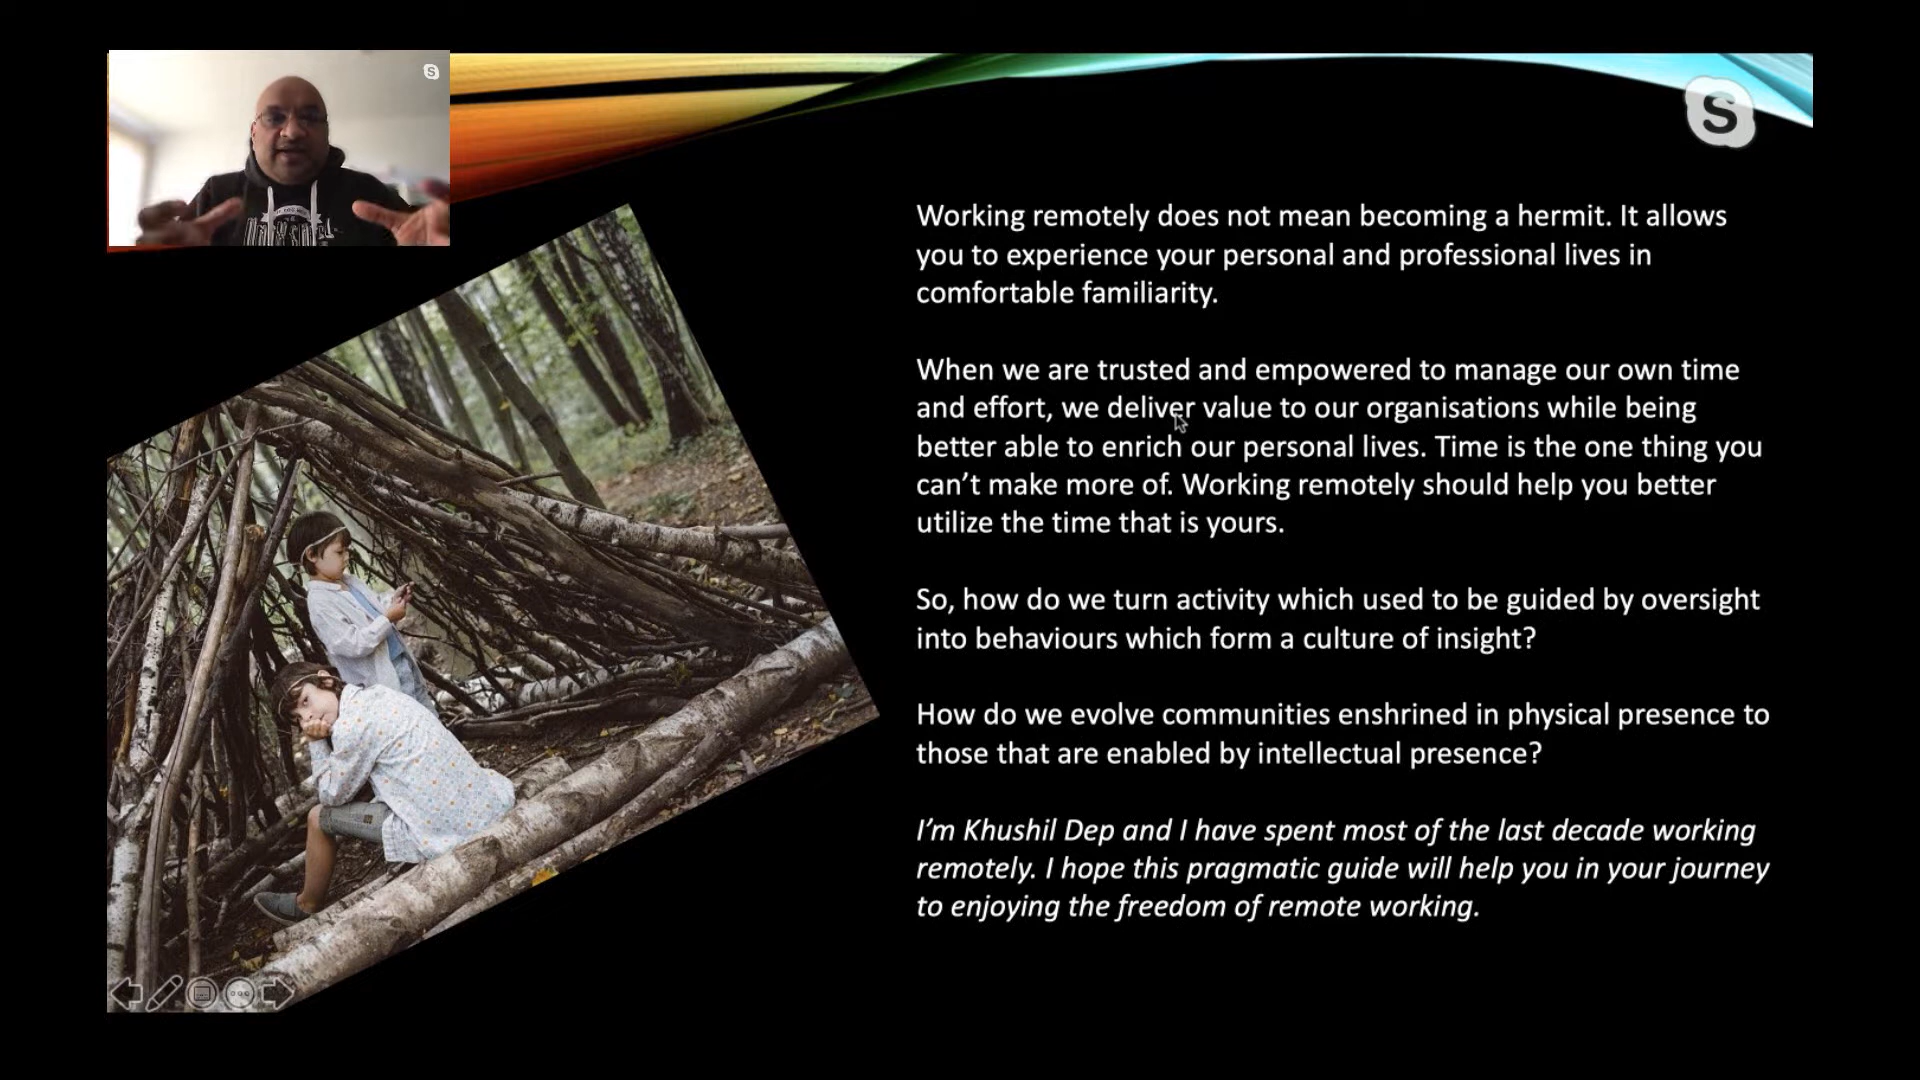 S
S
Working remotely does not mean becoming a hermit. It allows
you to experience your personal and professional lives in
comfortable familiarity.
When we are trusted and empowered to manage our own time
and effort, we deliver value to our organisations while being
better able to enrich our personal lives. Time is the one thing you
can’t make more of. Working remotely should help you better
utilize the time that is yours.
So, how do we turn activity which used to be guided by oversight
into behaviours which form a culture of insight?
How do we evolve communities enshrined in physical presence to
those that are enabled by intellectual presence?
I’m Khushil Dep and I have spent most of the last decade working
remotely. I hope this pragmatic guide will help you in your journey
to enjoying the freedom of remote working.